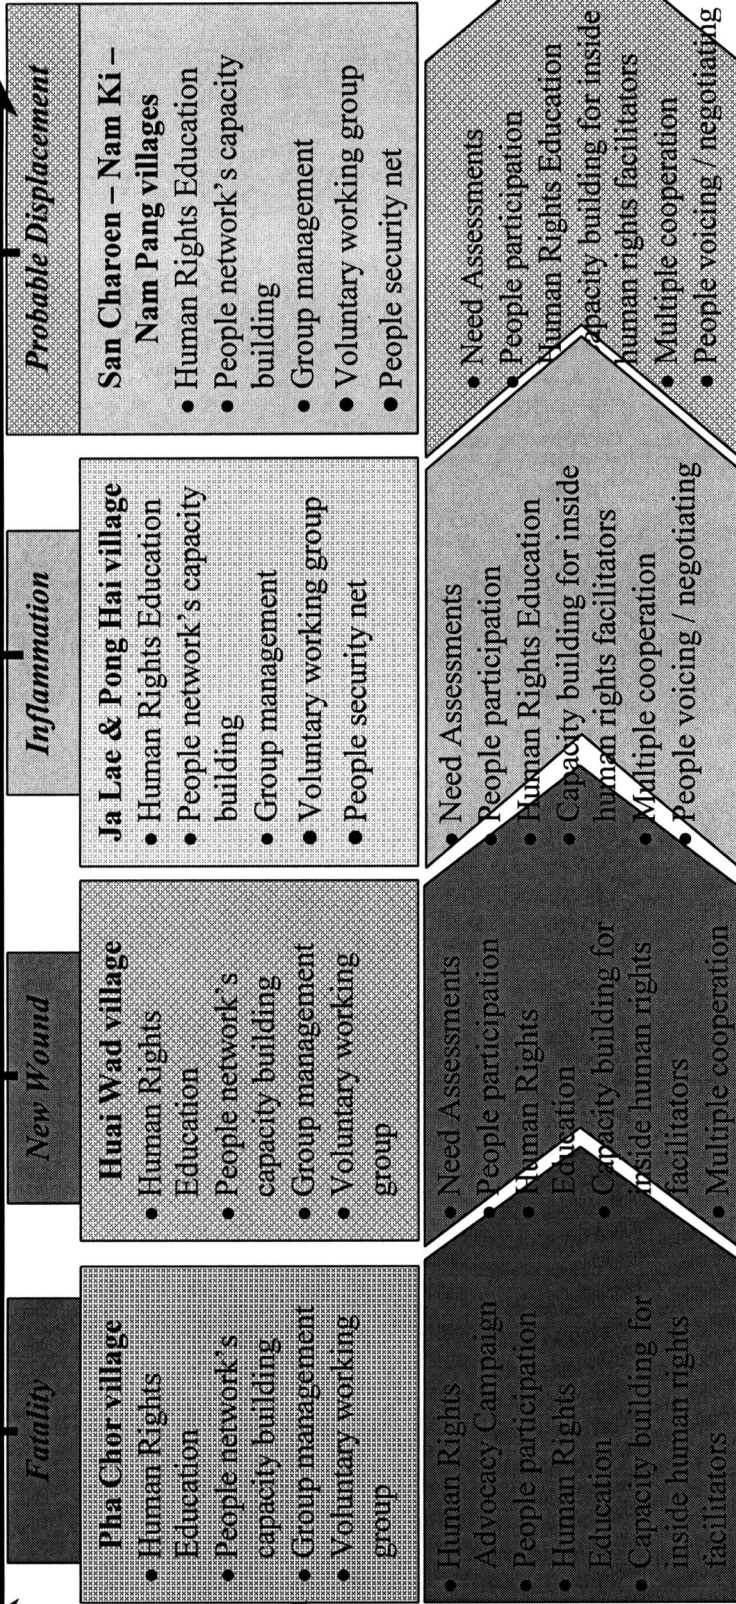 Fatality
Pha Chor village
• Human Rights
Education
• People network's
capacity building
• Group management
• Voluntary working
group
• Human Rights
Advocacy Campaign
• People participation
• Human Rights
Education
• Capacity building for
inside human rights
facilitators
New Wound
Huai Wad village
• Human Rights
Education
• People network's
capacity building
• Group management
• Voluntary working
group
• Need Assessments
• People participation
• Human Rights
Education
• Capacity building for
inside human rights
facilitators
• Multiple cooperation
Inflammation
Ja Lae & Pong Hai village
• Human Rights Education
• People network's capacity
building
• Group management
• Voluntary working group
• People security net
• Need Assessments
• People participation
• Human Rights Education
• Capacity building for inside
human rights facilitators
• Multiple cooperation
• People voicing / negotiating
Probable Displacement
San Charoen – Nam Ki –
Nam Pang villages
• Human Rights Education
• People network's capacity
building
• Group management
• Voluntary working group
• People security net
• Need Assessments
• People participation
Human Rights Education
apacity building for inside
human rights facilitators
• Multiple cooperation
• People voicing / negotiating